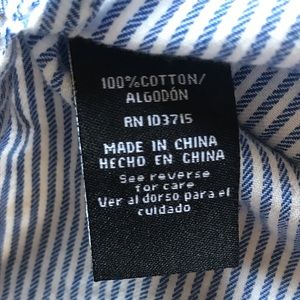 100%COTTON/
ALGODÓN
RN 103715
MADE IN CHINA
HECHO EN CHINA
See reverse
for care
Ver al dorso para el
cuidado